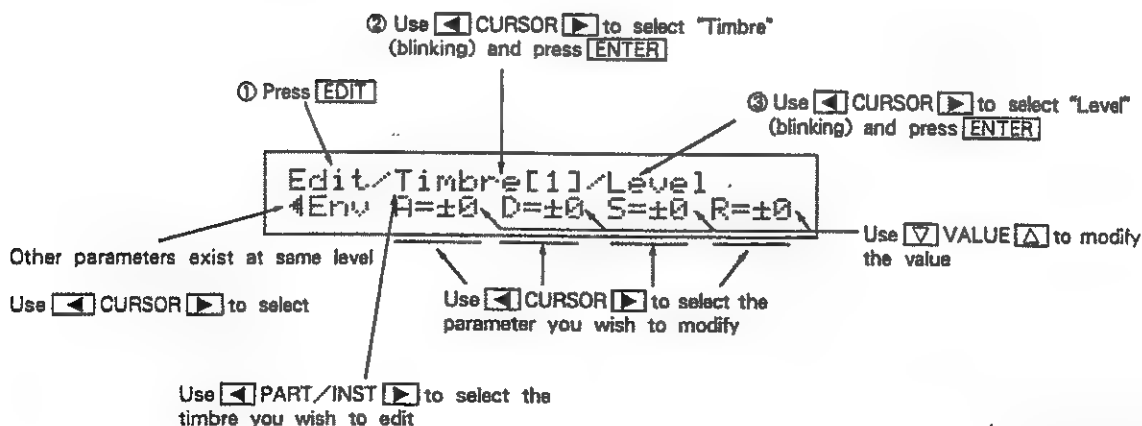 ② Use ◀ CURSOR ▶ to select "Timbre"
(blinking) and press ENTER
① Press EDIT
③ Use ◀ CURSOR ▶ to select "Level"
(blinking) and press ENTER
Edit/Timbre[1]/Level
◀Env A=±0 D=±0 S=±0 R=±0
Other parameters exist at same level
Use ◀ CURSOR ▶ to select
Use ▽ VALUE △ to modify
the value
Use ◀ CURSOR ▶ to select the
parameter you wish to modify
Use ◀ PART/INST ▶ to select the
timbre you wish to edit